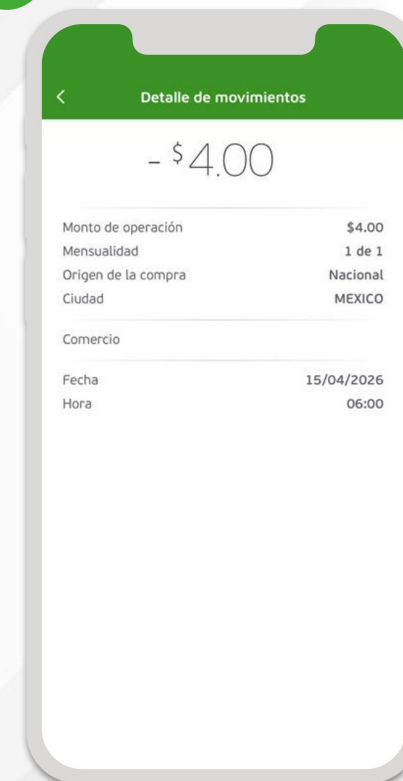 Detalle de movimientos
- $4.00
Monto de operación $4.00
Mensualidad 1 de 1
Origen de la compra Nacional
Ciudad MEXICO
Comercio
Fecha 15/04/2026
Hora 06:00